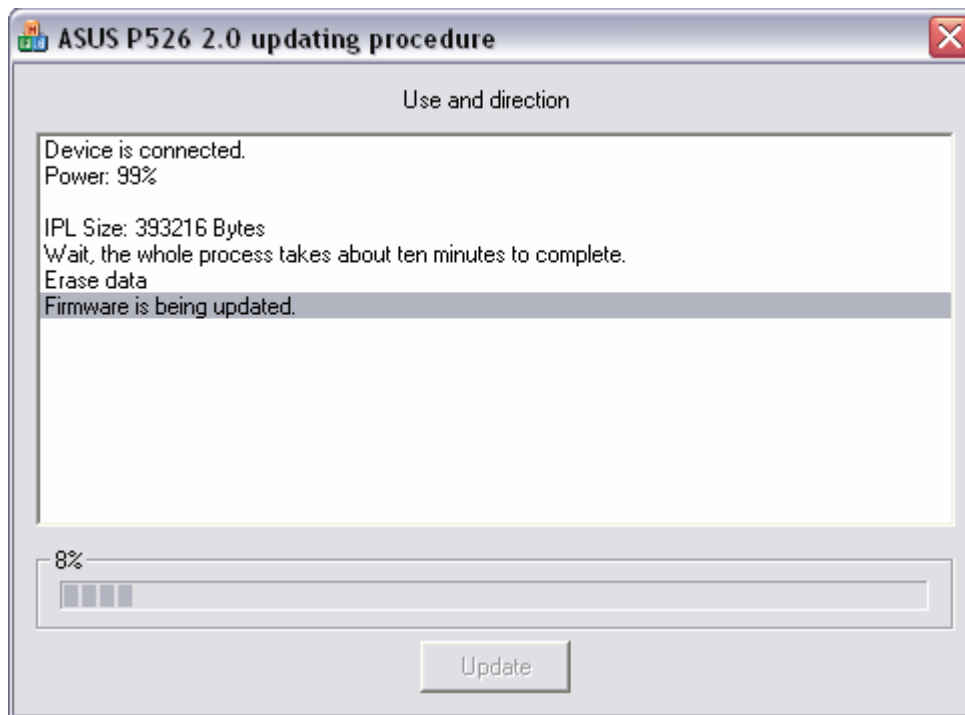 ASUS P526 2.0 updating procedure
Use and direction
Device is connected.
Power: 99%
IPL Size: 393216 Bytes
Wait, the whole process takes about ten minutes to complete.
Erase data
Firmware is being updated.
8%
Update